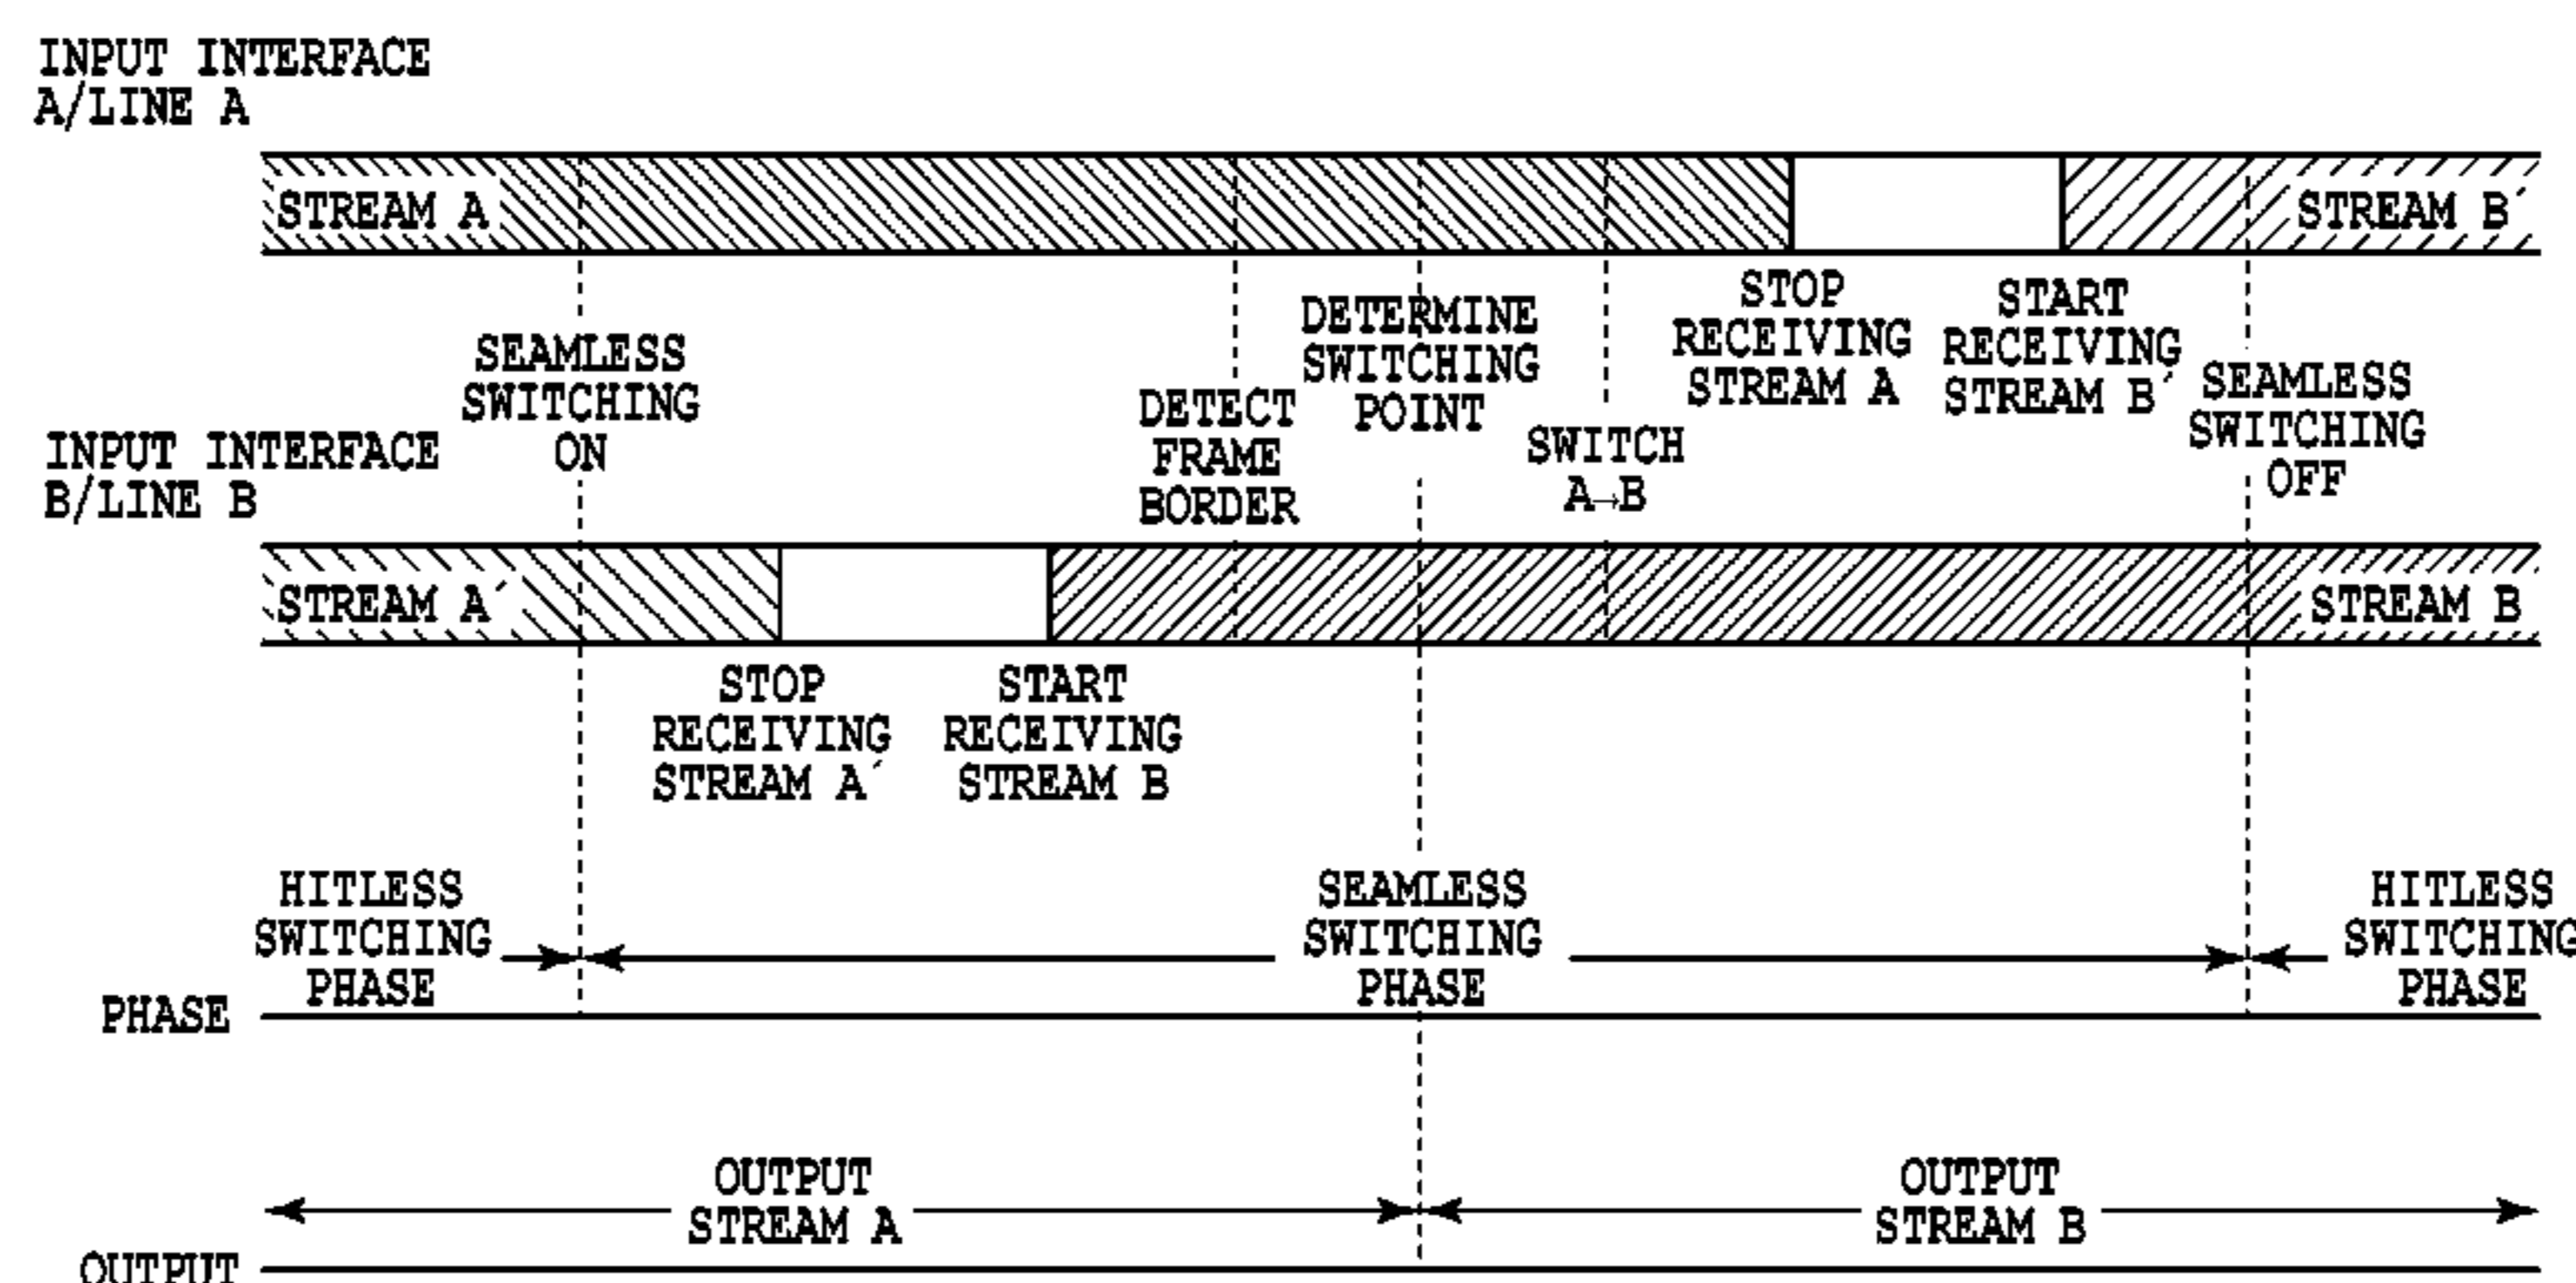 INPUT INTERFACE
A/LINE A
STREAM A
STREAM B´
SEAMLESS
SWITCHING
ON
DETECT
FRAME
BORDER
DETERMINE
SWITCHING
POINT
SWITCH
A→B
STOP
RECEIVING
STREAM A
START
RECEIVING
STREAM B´
SEAMLESS
SWITCHING
OFF
INPUT INTERFACE
B/LINE B
STREAM A´
STREAM B
STOP
RECEIVING
STREAM A´
START
RECEIVING
STREAM B
HITLESS
SWITCHING
PHASE
SEAMLESS
SWITCHING
PHASE
HITLESS
SWITCHING
PHASE
PHASE
OUTPUT
STREAM A
OUTPUT
STREAM B
OUTPUT